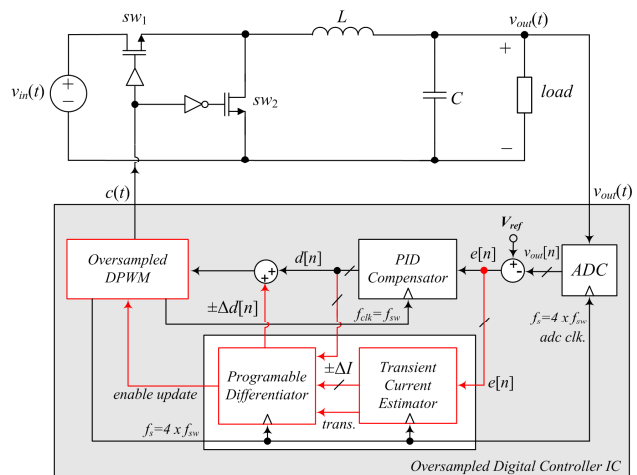 sw1
L
vout(t)
+
+
−
vin(t)
sw2
C
load
−
c(t)
vout(t)
Vref
Oversampled
DPWM
d[n]
PID
Compensator
e[n]
+
-
vout[n]
ADC
+
+
±Δd[n]
fclk= fsw
fs=4 x fsw
adc clk.
±ΔI
Programable
Differentiator
Transient
Current
Estimator
e[n]
enable update
trans.
fs=4 x fsw
Oversampled Digital Controller IC